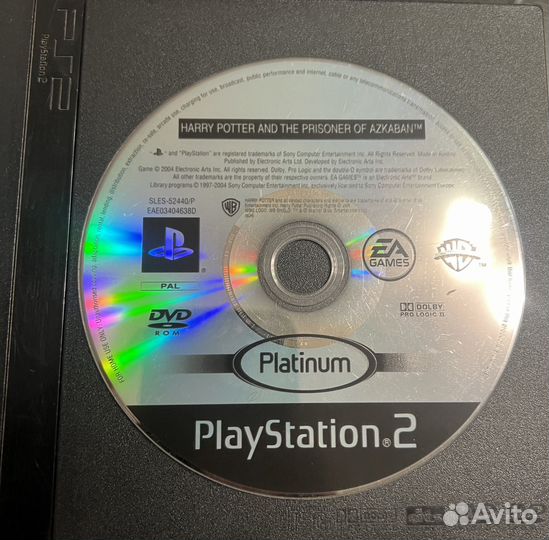 PS2
PlayStation 2
HARRY POTTER AND THE PRISONER OF AZKABAN™
and "PlayStation" are registered trademarks of Sony Computer Entertainment Inc. All Rights Reserved. Made in Austria.
Published by Electronic Arts Inc. Developed by Electronic Arts Inc.
Game © 2004 Electronic Arts Inc. All Rights Reserved. Dolby, Pro Logic and the double-D symbol are trademarks of Dolby Laboratories.
All other trademarks are the property of their respective owners. EA GAMES™ is an Electronic Arts™ Brand
Library programs © 1997-2004 Sony Computer Entertainment Inc. exclusively licensed to Sony Computer Entertainment Europe.
SLES-52440/P
EAE03404638D
WB
EA
GAMES
WB
TM
PAL
DVD
ROM
DOLBY
PRO LOGIC II
Platinum
PlayStation®2
Avito